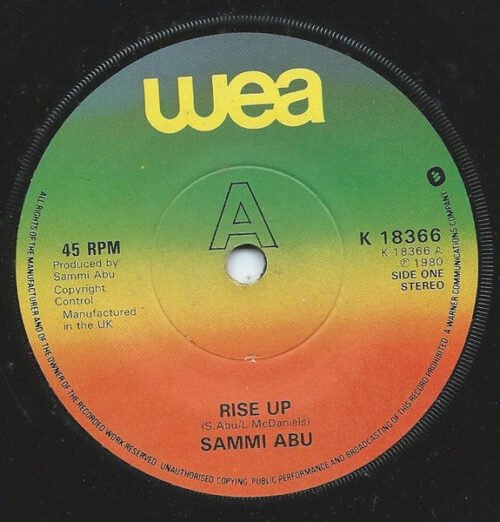 wea
A
45 RPM
Produced by
Sammi Abu
Copyright
Control
Manufactured
in the UK
K 18366
K 18366 A
℗ 1980
SIDE ONE
STEREO
RISE UP
(S.Abu/L.McDaniels)
SAMMI ABU
ALL RIGHTS OF THE MANUFACTURER AND OF THE OWNER OF THE RECORDED WORK RESERVED. UNAUTHORISED COPYING PUBLIC PERFORMANCE AND BROADCASTING OF THIS RECORD PROHIBITED. A WARNER COMMUNICATIONS COMPANY